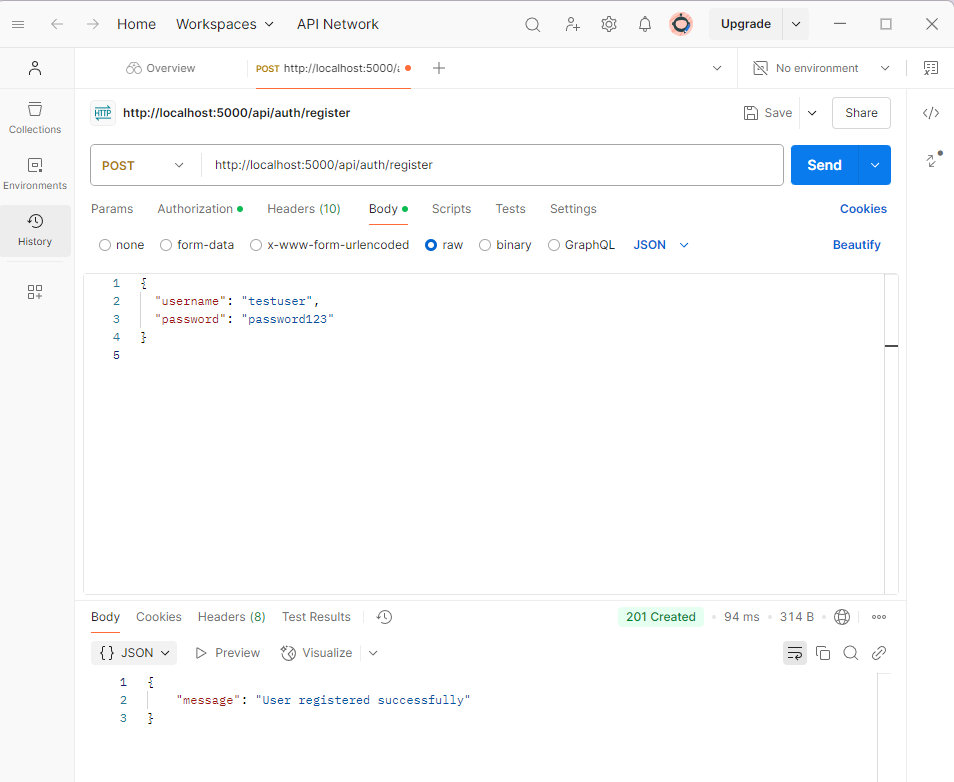 Home Workspaces API Network Upgrade
Overview POST http://localhost:5000/ No environment
HTTP http://localhost:5000/api/auth/register Save Share
Collections
POST http://localhost:5000/api/auth/register Send
Environments
Params Authorization Headers (10) Body Scripts Tests Settings Cookies
History
none form-data x-www-form-urlencoded raw binary GraphQL JSON Beautify
1 {
2 "username": "testuser",
3 "password": "password123"
4 }
5
Body Cookies Headers (8) Test Results 201 Created 94 ms 314 B
{} JSON Preview Visualize
1 {
2 "message": "User registered successfully"
3 }